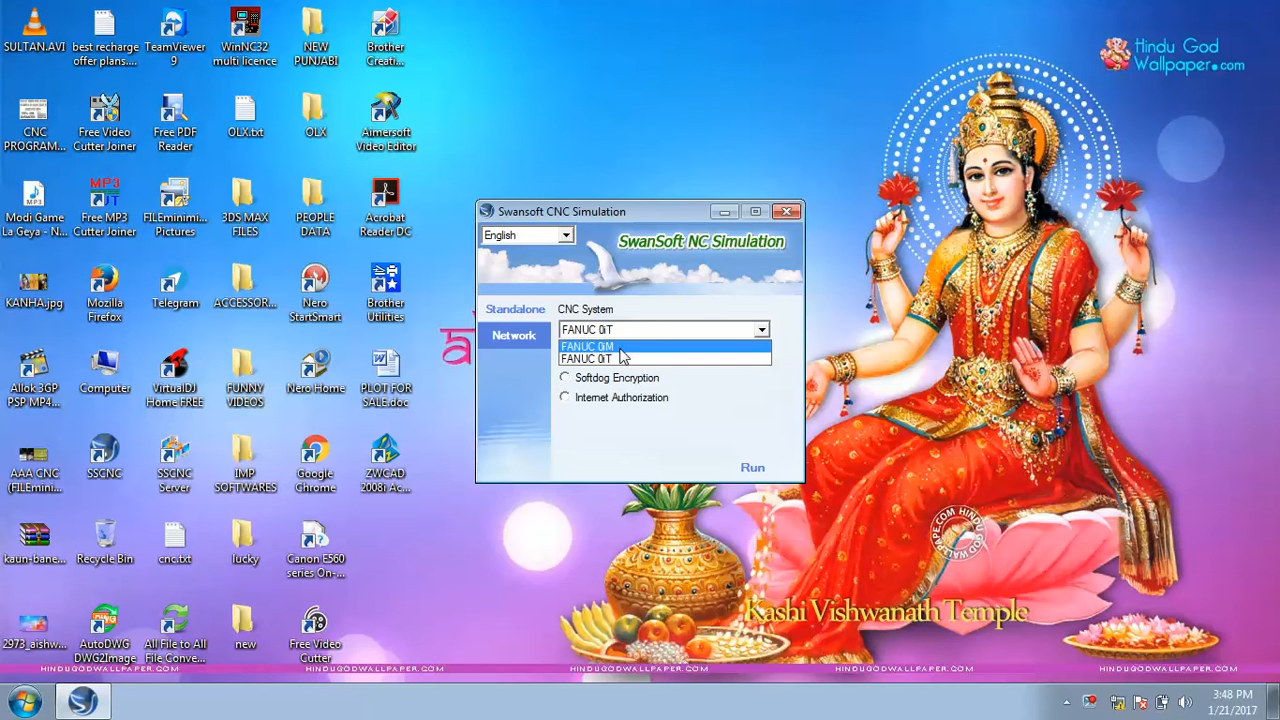 SULTAN.AVI
best recharge
offer plans....
TeamViewer
9
WinNC32
multi licence
NEW
PUNJABI
Brother
Creati...
CNC
PROGRAM...
Free Video
Cutter Joiner
Free PDF
Reader
OLX.txt
OLX
Aimersoft
Video Editor
Modi Game
La Geya - N...
MP3
Free MP3
Cutter Joiner
FILEminimi...
Pictures
3DS MAX
FILES
PEOPLE
DATA
Acrobat
Reader DC
KANHA.jpg
Mozilla
Firefox
Telegram
ACCESSOR...
Nero
StartSmart
Brother
Utilities
Allok 3GP
PSP MP4...
Computer
VirtualDJ
Home FREE
FUNNY
VIDEOS
Nero Home
PLOT FOR
SALE.doc
AAA CNC
(FILEmini...
SSCNC
SSCNC
Server
IMP
SOFTWARES
Google
Chrome
ZWCAD
2008i Ac...
kaun-bane...
Recycle Bin
cnc.txt
lucky
Canon E560
series On-...
2973_aishw...
AutoDWG
DWG2Image
All File to All
File Conve...
new
Free Video
Cutter
Hindu God
Wallpaper.com
Swansoft CNC Simulation
English
SwanSoft NC Simulation
Standalone
CNC System
Network
FANUC 0iT
FANUC 0iM
FANUC 0iT
Softdog Encryption
Internet Authorization
Run
Kashi Vishwanath Temple
HINDUGODWALLPAPER.COM
HINDUGODWALLPAPER.COM
HINDUGODWALLPAPER.COM
HINDUGODWALLPAPER.COM
HINDUGODWALLPAPER.COM
3:48 PM
1/21/2017